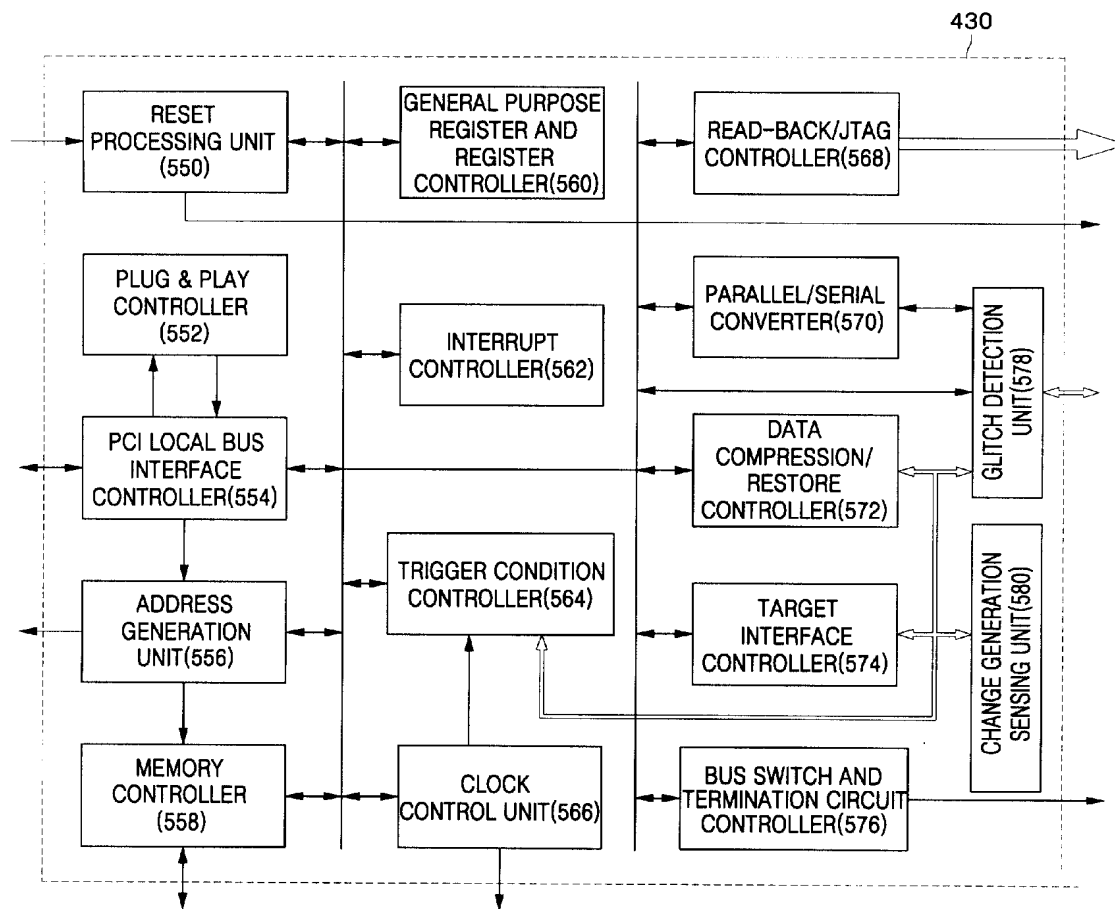 430
RESET
PROCESSING UNIT
(550)
GENERAL PURPOSE
REGISTER AND
REGISTER
CONTROLLER(560)
READ-BACK/JTAG
CONTROLLER(568)
PLUG & PLAY
CONTROLLER
(552)
INTERRUPT
CONTROLLER(562)
PARALLEL/SERIAL
CONVERTER(570)
GLITCH DETECTION
UNIT(578)
PCI LOCAL BUS
INTERFACE
CONTROLLER(554)
DATA
COMPRESSION/
RESTORE
CONTROLLER(572)
ADDRESS
GENERATION
UNIT(556)
TRIGGER CONDITION
CONTROLLER(564)
TARGET
INTERFACE
CONTROLLER(574)
CHANGE GENERATION
SENSING UNIT(580)
MEMORY
CONTROLLER
(558)
CLOCK
CONTROL UNIT(566)
BUS SWITCH AND
TERMINATION CIRCUIT
CONTROLLER(576)